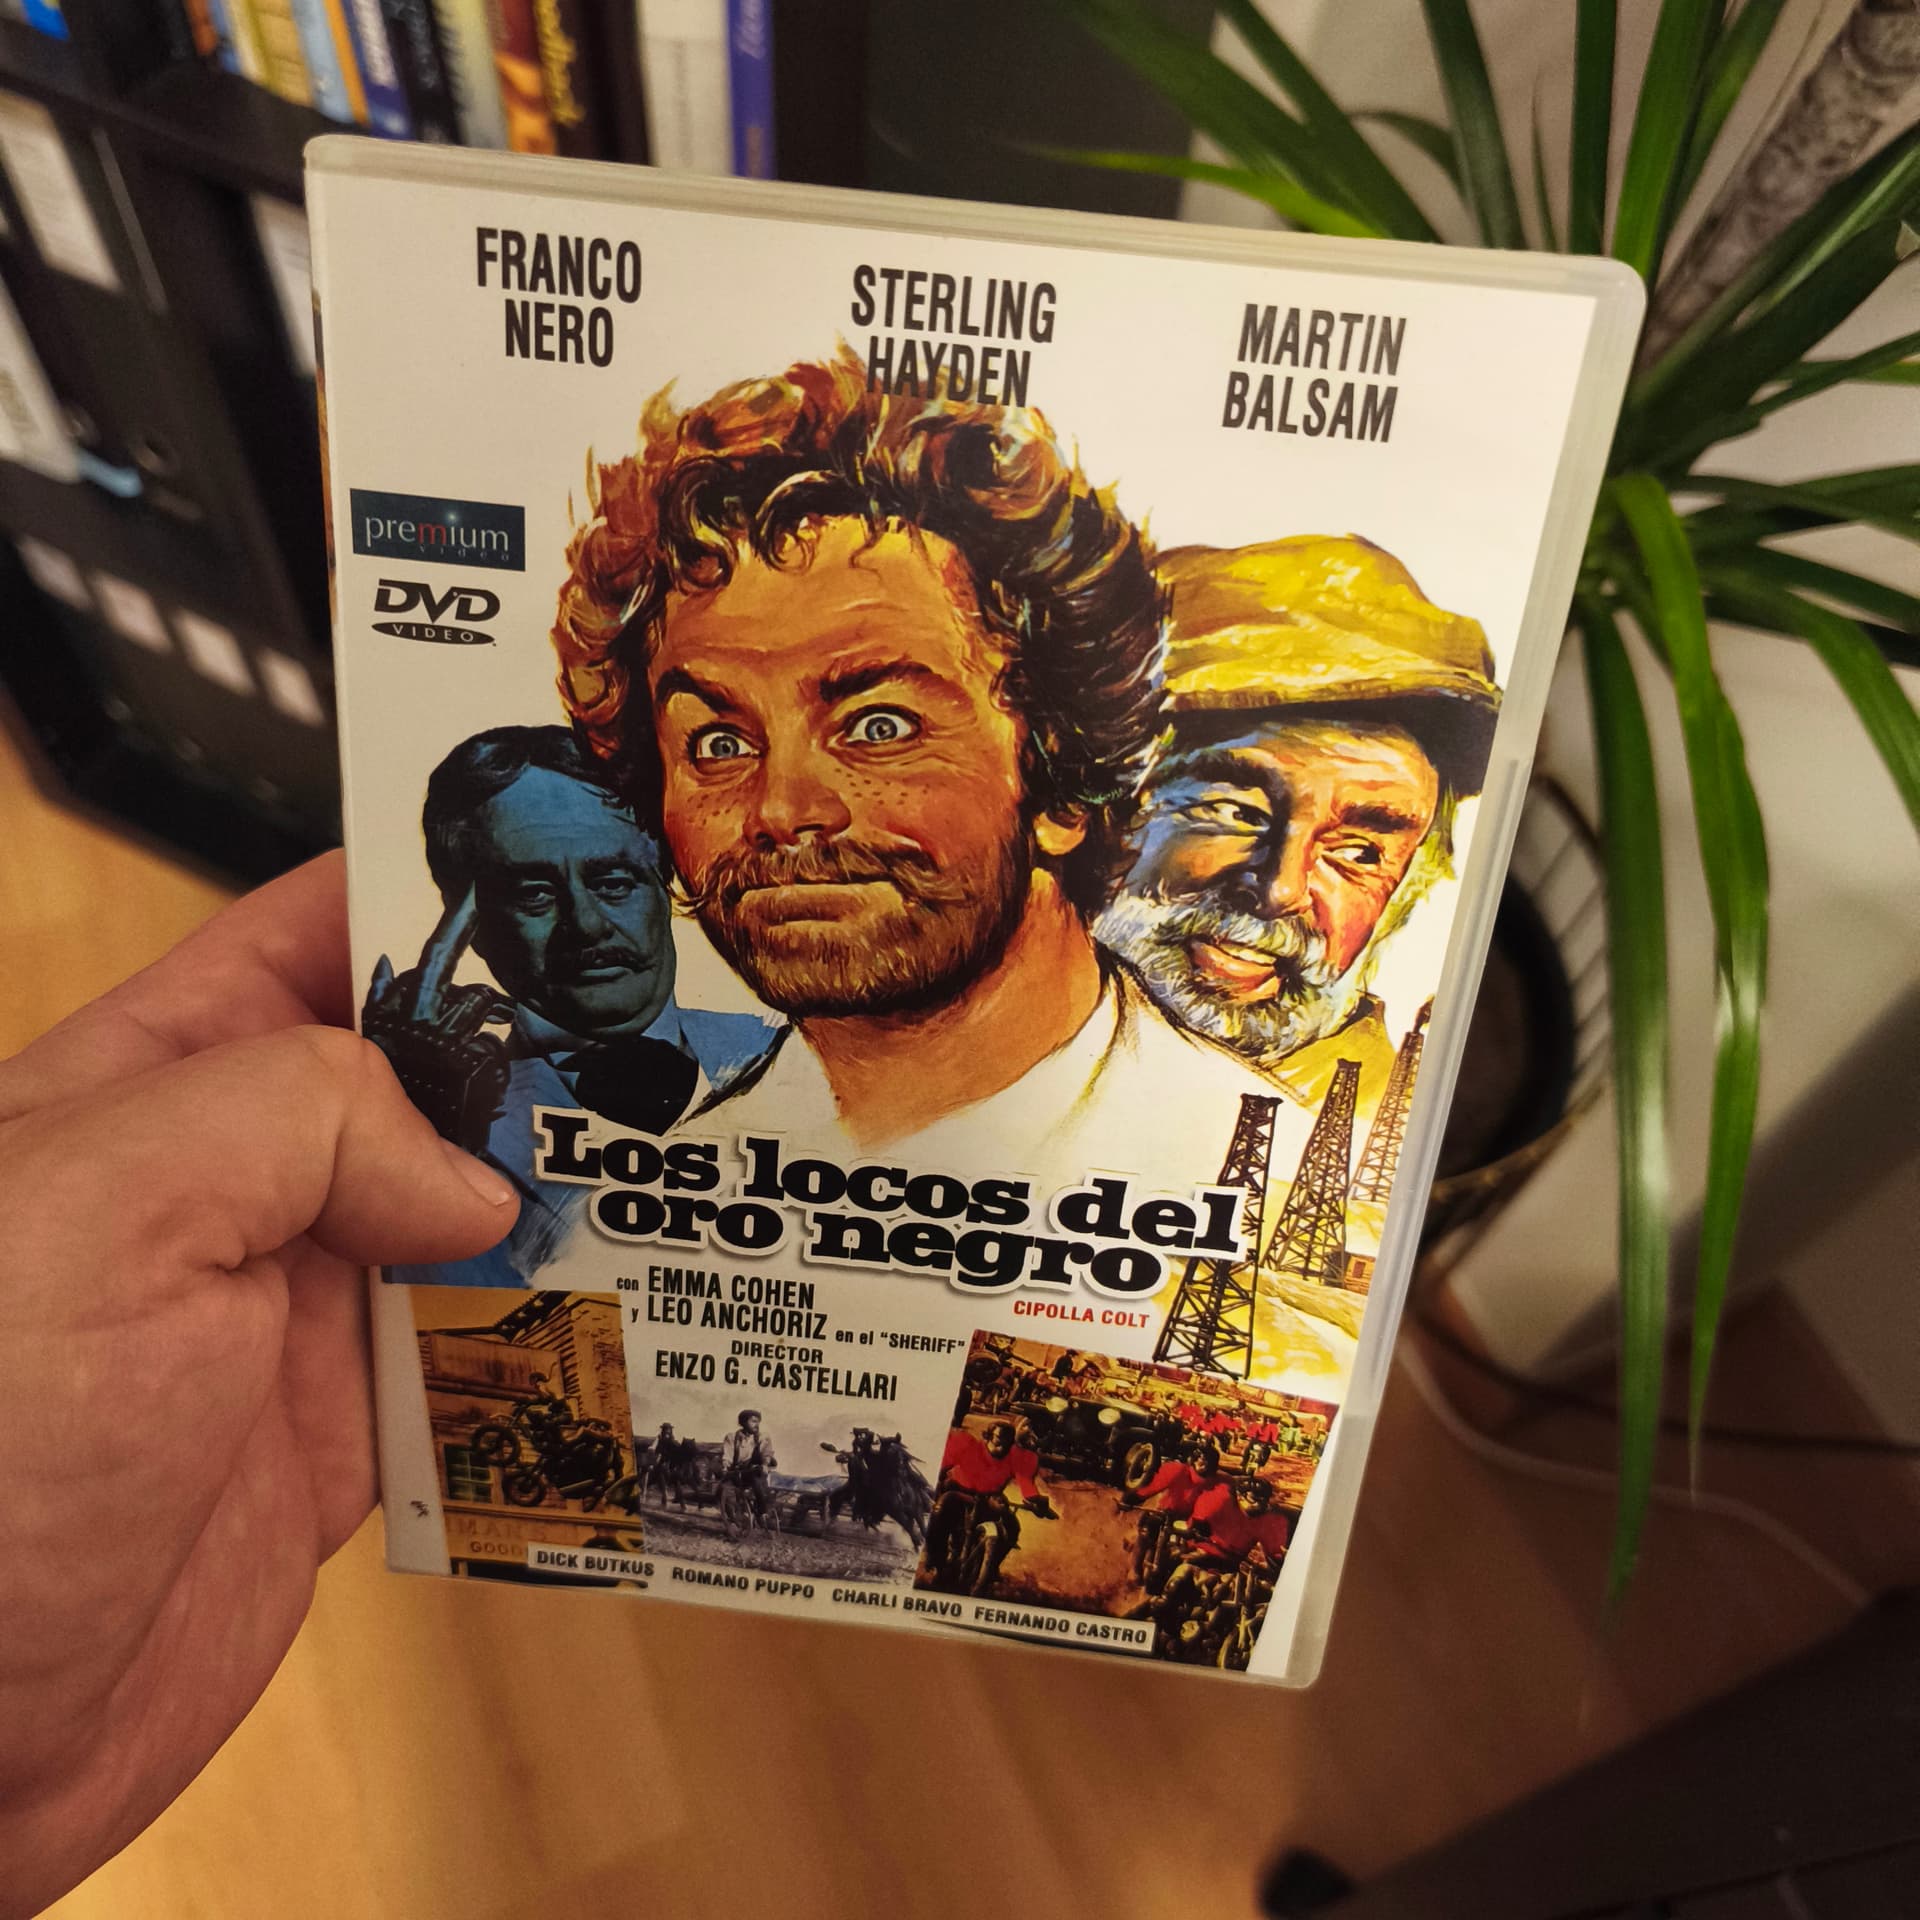 FRANCO
NERO
STERLING
HAYDEN
MARTIN
BALSAM
premium
video
DVD
VIDEO
Los locos del
oro negro
CIPOLLA COLT
con EMMA COHEN
y LEO ANCHORIZ en el "SHERIFF"
DIRECTOR
ENZO G. CASTELLARI
GOOD
DICK BUTKUS ROMANO PUPPO CHARLI BRAVO FERNANDO CASTRO